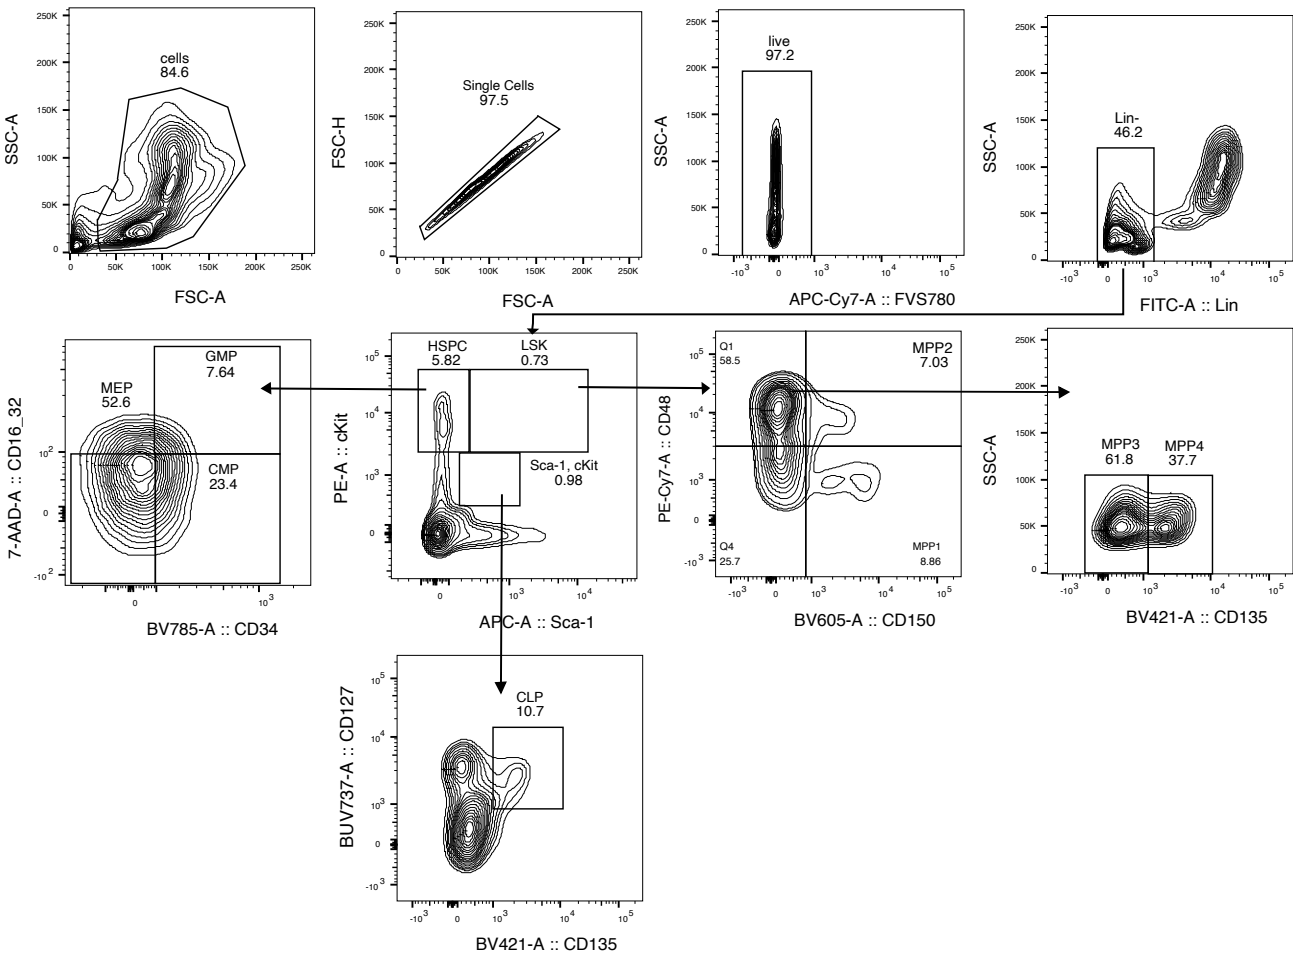 250K
200K
150K
100K
50K
0
SSC-A
cells
84.6
0 50K 100K 150K 200K 250K
FSC-A
250K
200K
150K
100K
50K
0
FSC-H
Single Cells
97.5
0 50K 100K 150K 200K 250K
FSC-A
250K
200K
150K
100K
50K
0
SSC-A
live
97.2
-10 3 0 10 3 10 4 10 5
APC-Cy7-A :: FVS780
250K
200K
150K
100K
50K
0
SSC-A
Lin-
46.2
-10 3 0 10 3 10 4 10 5
FITC-A :: Lin
7-AAD-A :: CD16_32
10 2
0
-10 2
GMP
7.64
MEP
52.6
CMP
23.4
0 10 3
BV785-A :: CD34
PE-A :: cKit
10 5
10 4
10 3
0
HSPC
5.82
LSK
0.73
Sca-1, cKit
0.98
0 10 3 10 4 10 5
APC-A :: Sca-1
PE-Cy7-A :: CD48
10 5
10 4
10 3
0
-10 3
Q1
58.5
MPP2
7.03
Q4
25.7
MPP1
8.86
-10 3 0 10 3 10 4 10 5
BV605-A :: CD150
250K
200K
150K
100K
50K
0
SSC-A
MPP3
61.8
MPP4
37.7
-10 3 0 10 3 10 4 10 5
BV421-A :: CD135
BUV737-A :: CD127
10 5
10 4
10 3
0
-10 3
CLP
10.7
-10 3 0 10 3 10 4 10 5
BV421-A :: CD135